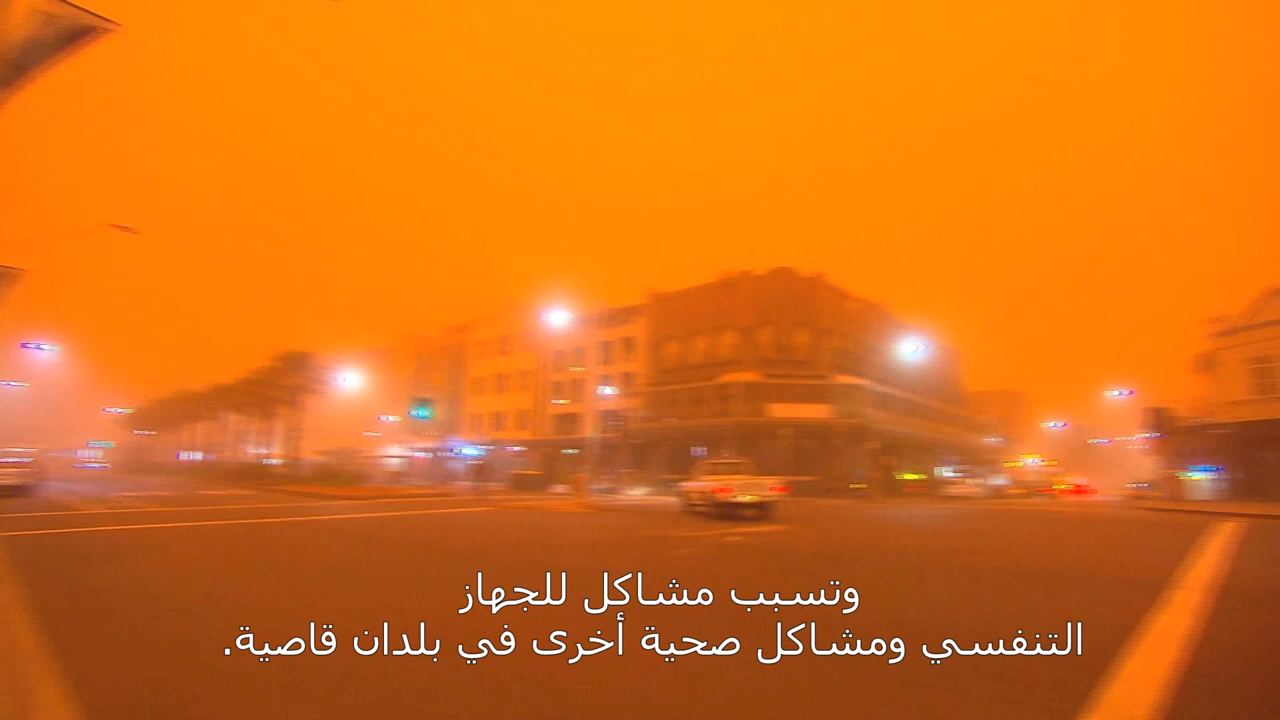 وتسبب مشاكل للجهاز
التنفسي ومشاكل صحية أخرى في بلدان قاصية.